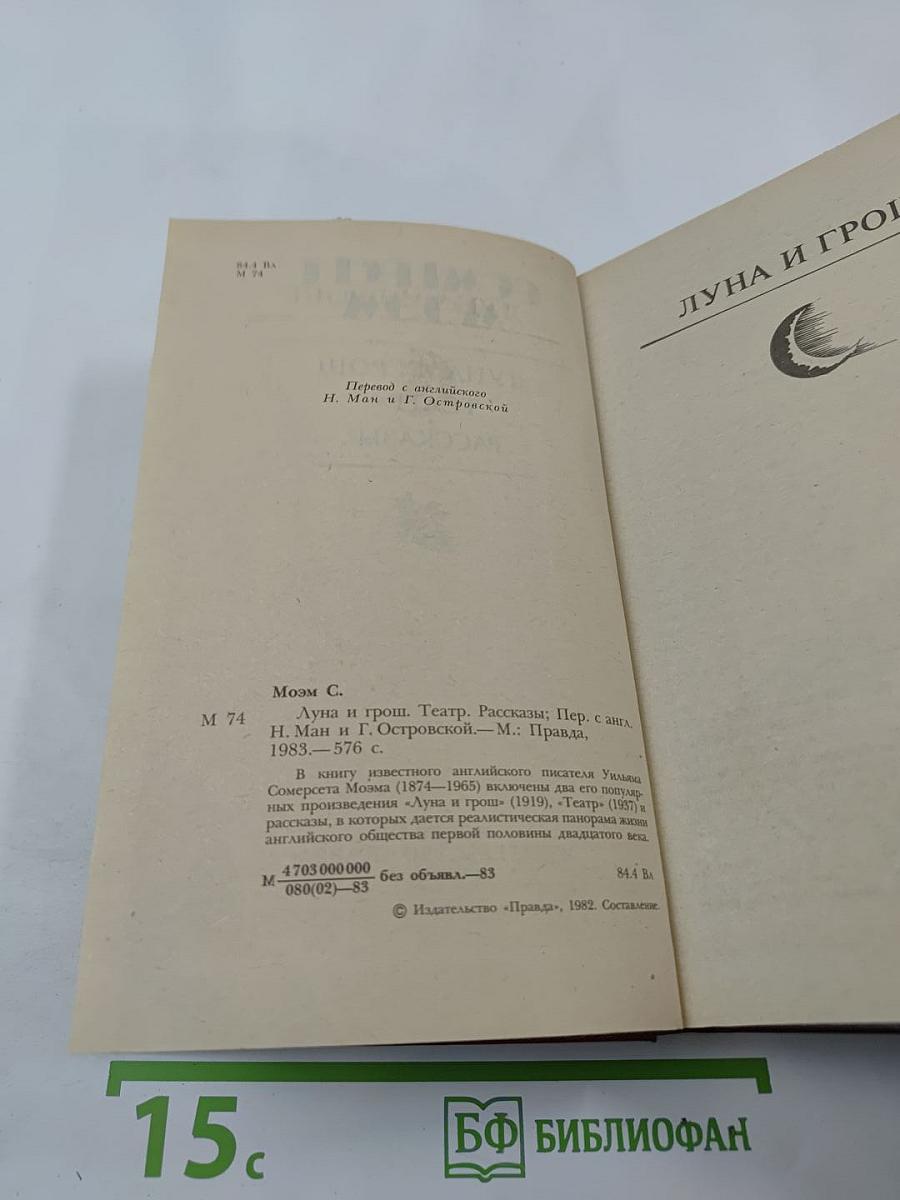 84.4 Вл
М 74
Перевод с английского
Н. Ман и Г. Островской
Моэм С.
М 74 Луна и грош. Театр. Рассказы; Пер. с англ.
Н. Ман и Г. Островской.— М.: Правда,
1983.— 576 с.
В книгу известного английского писателя Уильяма
Сомерсета Моэма (1874—1965) включены два его популяр-
ных произведения «Луна и грош» (1919), «Театр» (1937) и
рассказы, в которых дается реалистическая панорама жизни
английского общества первой половины двадцатого века.
М 4703000000
080(02)—83 без объявл.—83 84.4 Вл
© Издательство «Правда», 1982. Составление.
ЛУНА И ГРОШ
15 с
БФ БИБЛИОФАН